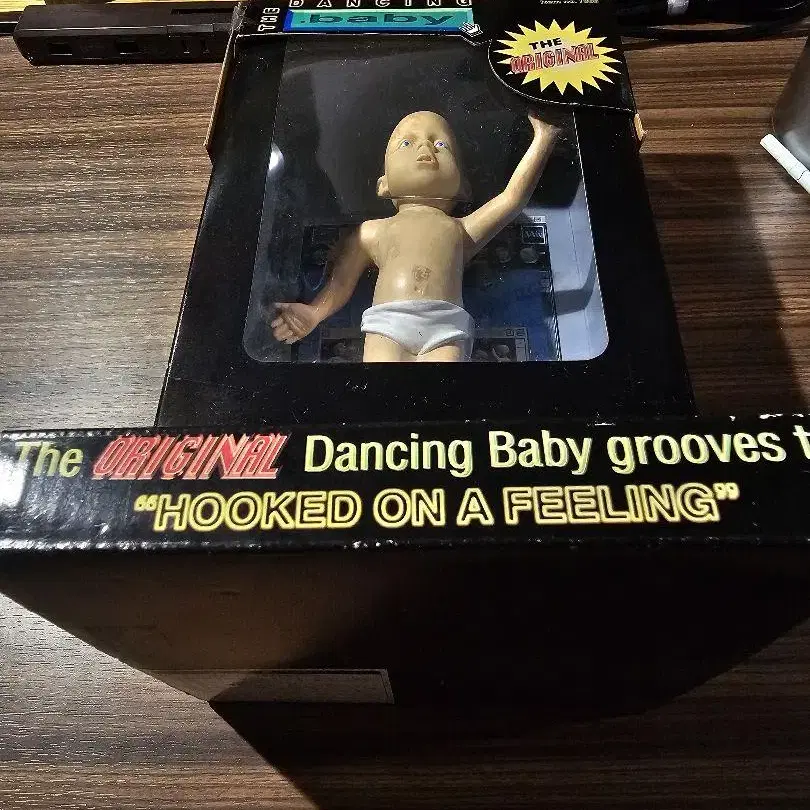 THE DANCING
.baby
THE
ORIGINAL
The ORIGINAL Dancing Baby grooves t
"HOOKED ON A FEELING"